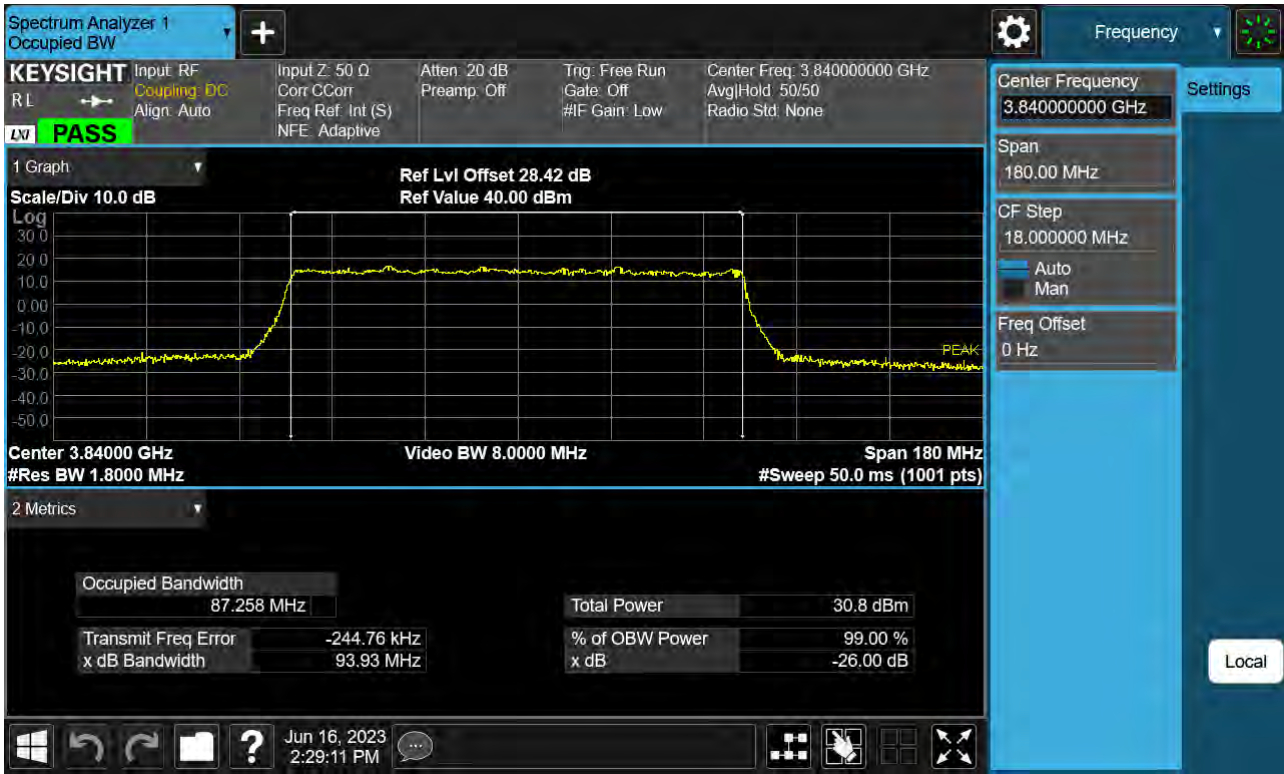 Spectrum Analyzer 1
Occupied BW
Frequency
KEYSIGHT
RL
LXI PASS
Input: RF
Coupling: DC
Align: Auto
Input Z: 50 Ω
Corr CCorr
Freq Ref: Int (S)
NFE: Adaptive
Atten: 20 dB
Preamp: Off
Trig: Free Run
Gate: Off
#IF Gain: Low
Center Freq: 3.840000000 GHz
Avg|Hold: 50/50
Radio Std: None
Center Frequency
3.840000000 GHz
Settings
Span
180.00 MHz
CF Step
18.000000 MHz
Auto
Man
Freq Offset
0 Hz
Local
1 Graph
Ref Lvl Offset 28.42 dB
Scale/Div 10.0 dB
Ref Value 40.00 dBm
Log
30.0
20.0
10.0
0.00
-10.0
-20.0
-30.0
-40.0
-50.0
PEAK
Center 3.84000 GHz
Video BW 8.0000 MHz
Span 180 MHz
#Res BW 1.8000 MHz
#Sweep 50.0 ms (1001 pts)
2 Metrics
Occupied Bandwidth
87.258 MHz
Total Power 30.8 dBm
Transmit Freq Error -244.76 kHz
% of OBW Power 99.00 %
x dB Bandwidth 93.93 MHz
x dB -26.00 dB
Jun 16, 2023
2:29:11 PM